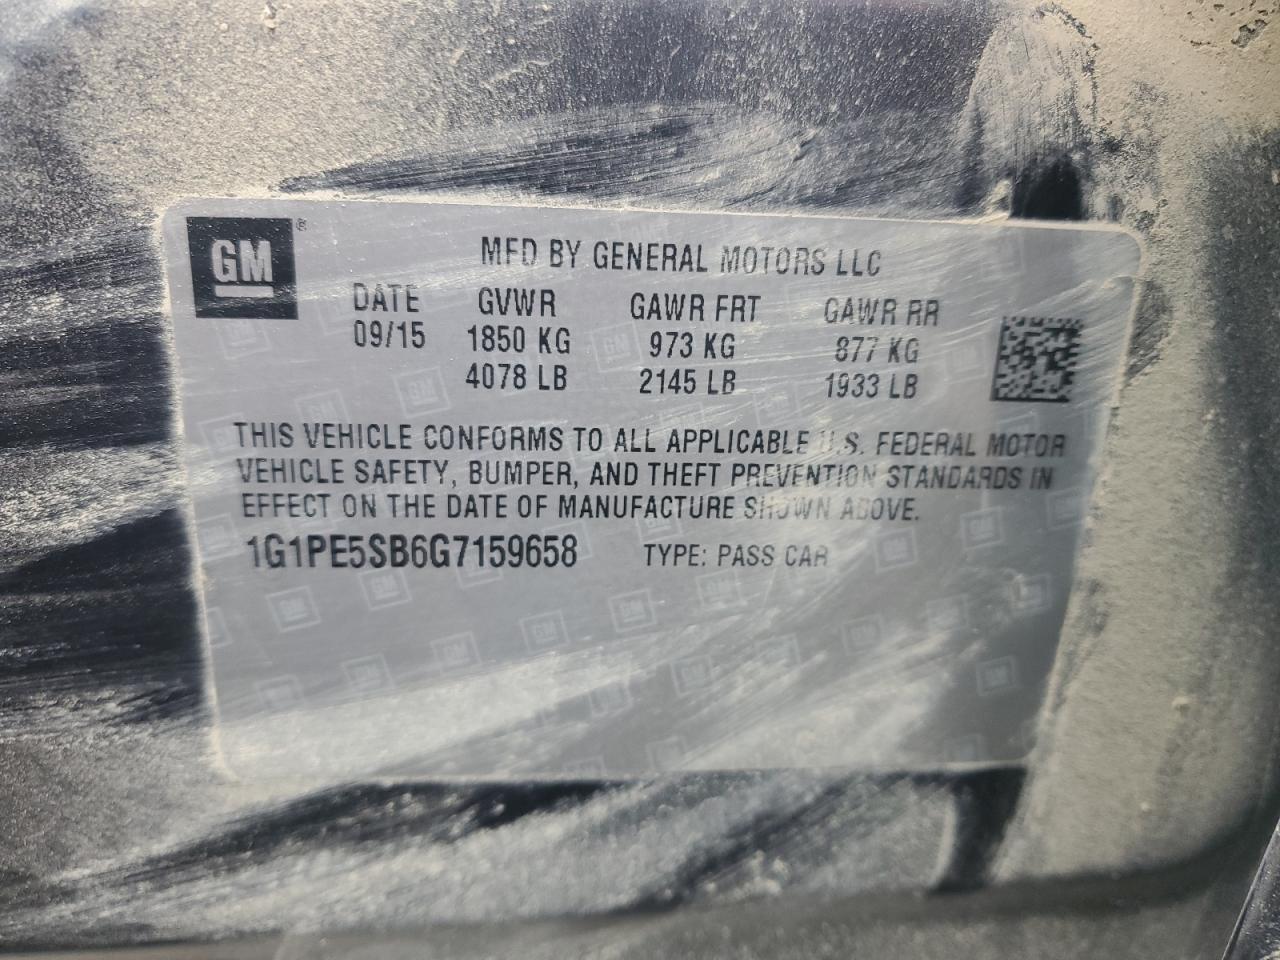 GM ®
MFD BY GENERAL MOTORS LLC
DATE GVWR GAWR FRT GAWR RR
09/15 1850 KG 973 KG 877 KG
4078 LB 2145 LB 1933 LB
THIS VEHICLE CONFORMS TO ALL APPLICABLE U.S. FEDERAL MOTOR
VEHICLE SAFETY, BUMPER, AND THEFT PREVENTION STANDARDS IN
EFFECT ON THE DATE OF MANUFACTURE SHOWN ABOVE.
1G1PE5SB6G7159658 TYPE: PASS CAR